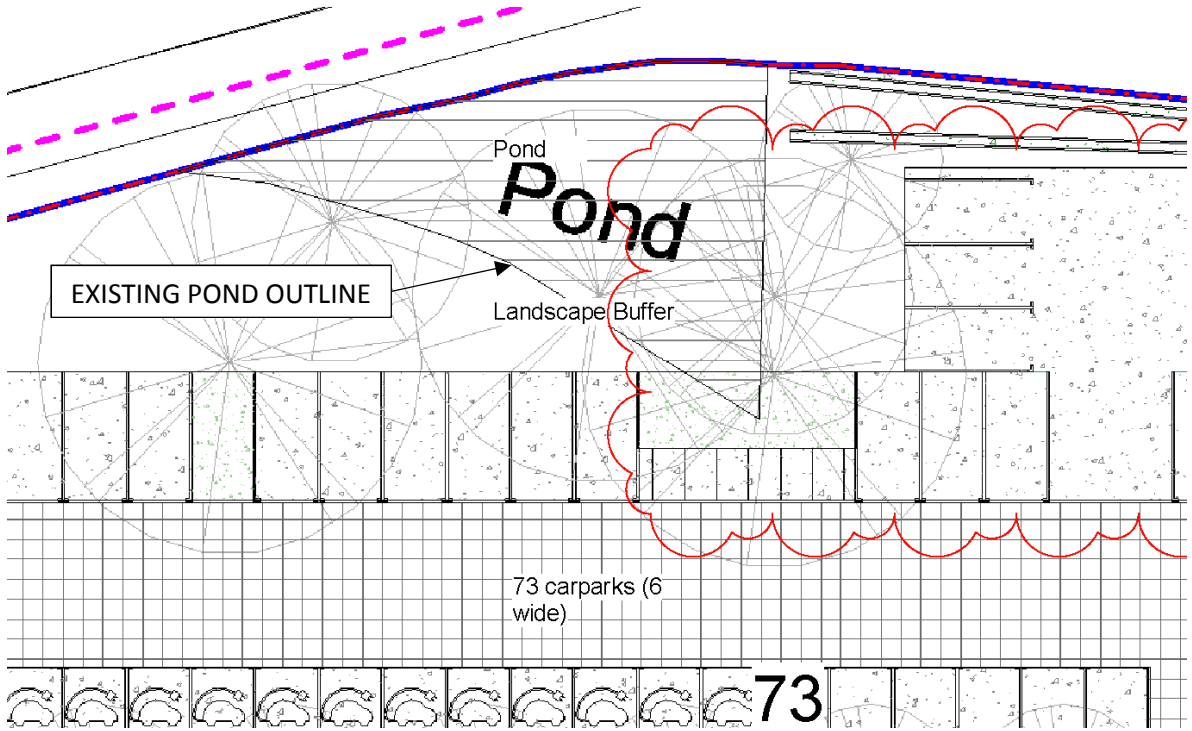 Pond
Pond
EXISTING POND OUTLINE
Landscape Buffer
73 carparks (6
wide)
73